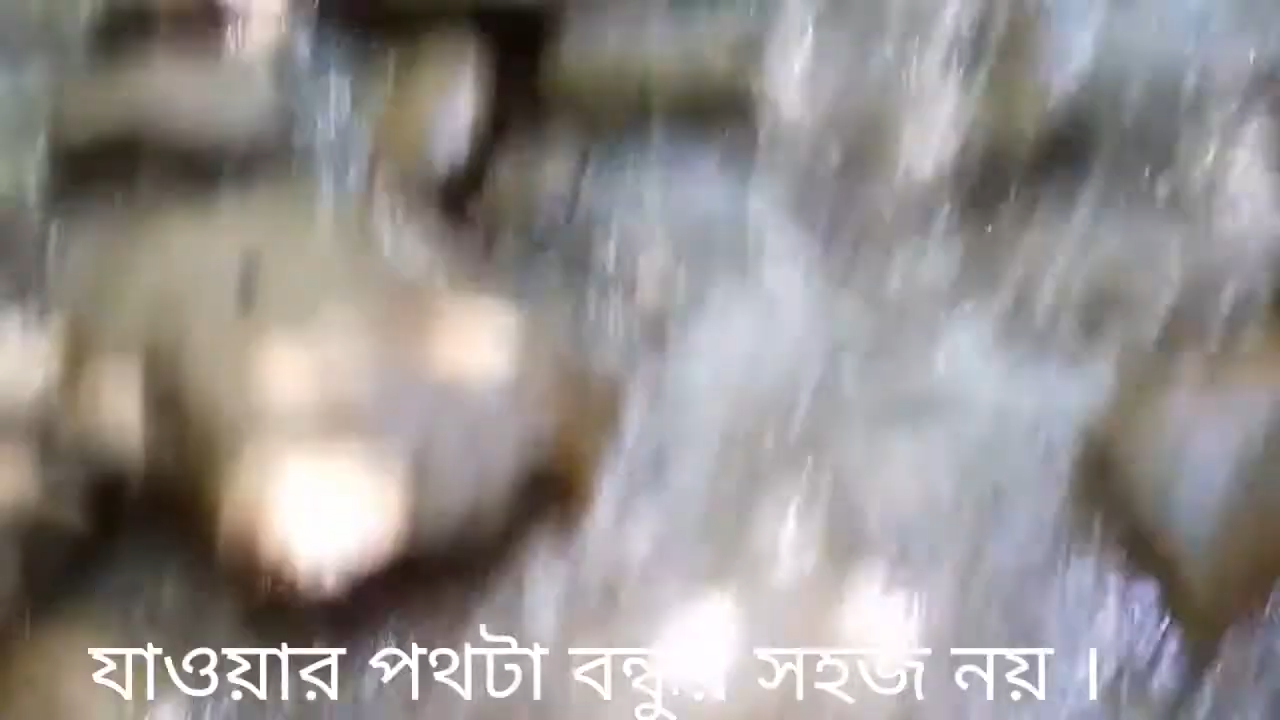 যাওয়ার পথটা বন্ধুর সহজ নয় ।